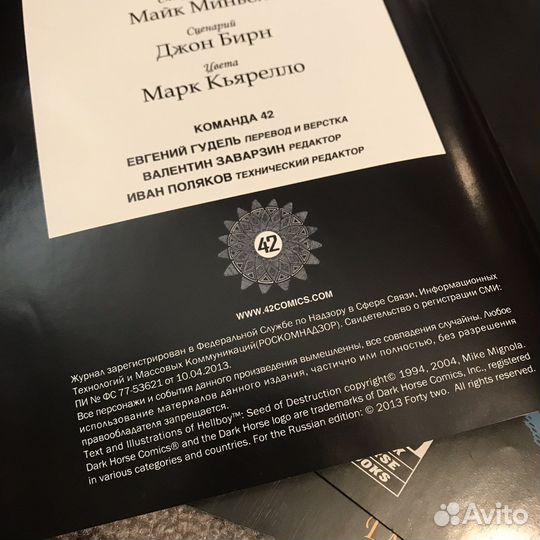 Майк
Сценарий
Джон Бирн
Цвета
Марк Кьярелло
КОМАНДА 42
ЕВГЕНИЙ ГУДЕЛЬ ПЕРЕВОД И ВЕРСТКА
ВАЛЕНТИН ЗАВАРЗИН РЕДАКТОР
ИВАН ПОЛЯКОВ ТЕХНИЧЕСКИЙ РЕДАКТОР
42
WWW.42COMICS.COM
Журнал зарегистрирован в Федеральной Службе по Надзору в Сфере Связи, Информационных
Технологий и Массовых Коммуникаций(РОСКОМНАДЗОР). Свидетельство о регистрации СМИ:
ПИ № ФС 77-53621 от 10.04.2013.
Все персонажи и события данного произведения вымышленны, все совпадения случайны. Любое
использование материалов данного издания, частично или полностью, без разрешения
правообладателя запрещается.
Text and Illustrations of Hellboy™: Seed of Destruction copyright© 1994, 2004, Mike Mignola.
Dark Horse Comics® and the Dark Horse logo are trademarks of Dark Horse Comics, Inc., registered
in various categories and countries. For the Russian edition: © 2013 Forty two. All rights reserved.
Avito